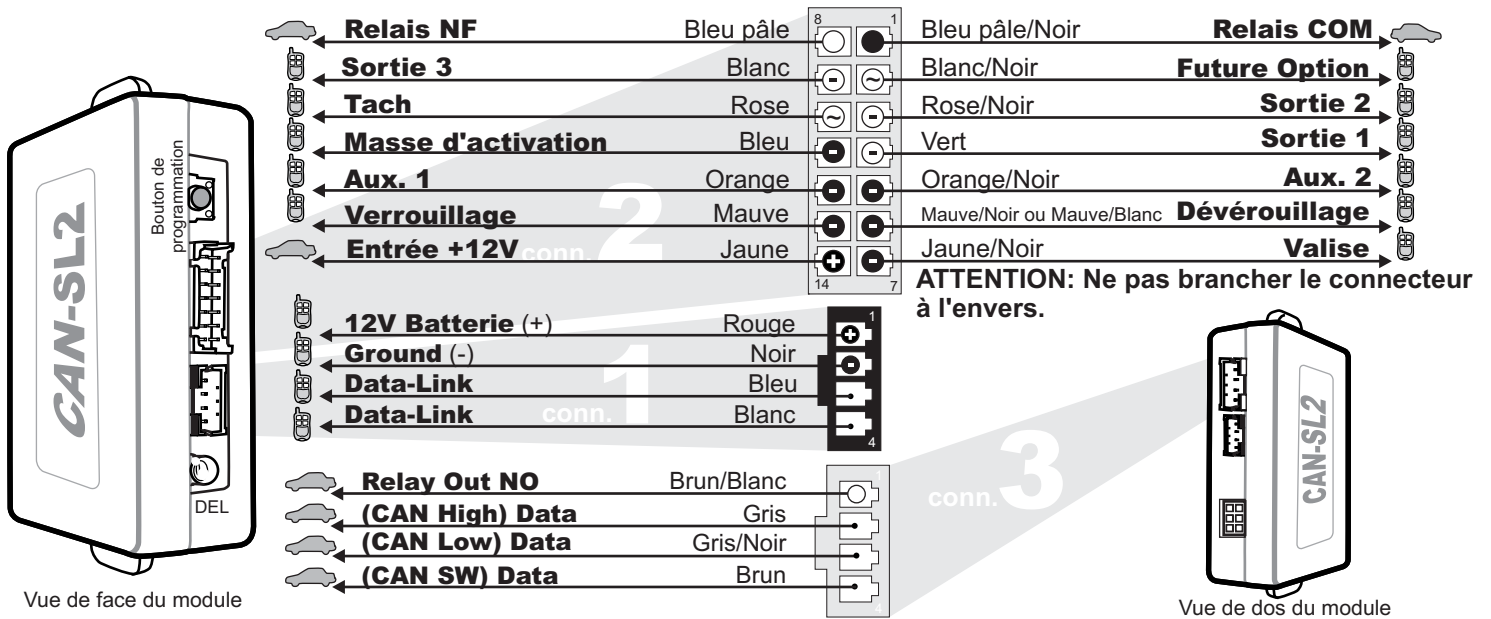 8 1
Relais NF Bleu pâle Bleu pâle/Noir Relais COM
Sortie 3 Blanc Blanc/Noir Future Option
Tach Rose Rose/Noir Sortie 2
Masse d'activation Bleu Vert Sortie 1
Aux. 1 Orange Orange/Noir Aux. 2
Verrouillage Mauve Mauve/Noir ou Mauve/Blanc Dévérouillage
Entrée +12V Jaune Jaune/Noir Valise
conn. 2
14 7
ATTENTION: Ne pas brancher le connecteur
à l'envers.
Bouton de
programmation
CAN-SL2
DEL
Vue de face du module
12V Batterie (+) Rouge 1
Ground (-) Noir
Data-Link Bleu
Data-Link Blanc
4
conn. 1
Relay Out NO Brun/Blanc 1
(CAN High) Data Gris
(CAN Low) Data Gris/Noir
(CAN SW) Data Brun
4
conn. 3
CAN-SL2
Vue de dos du module